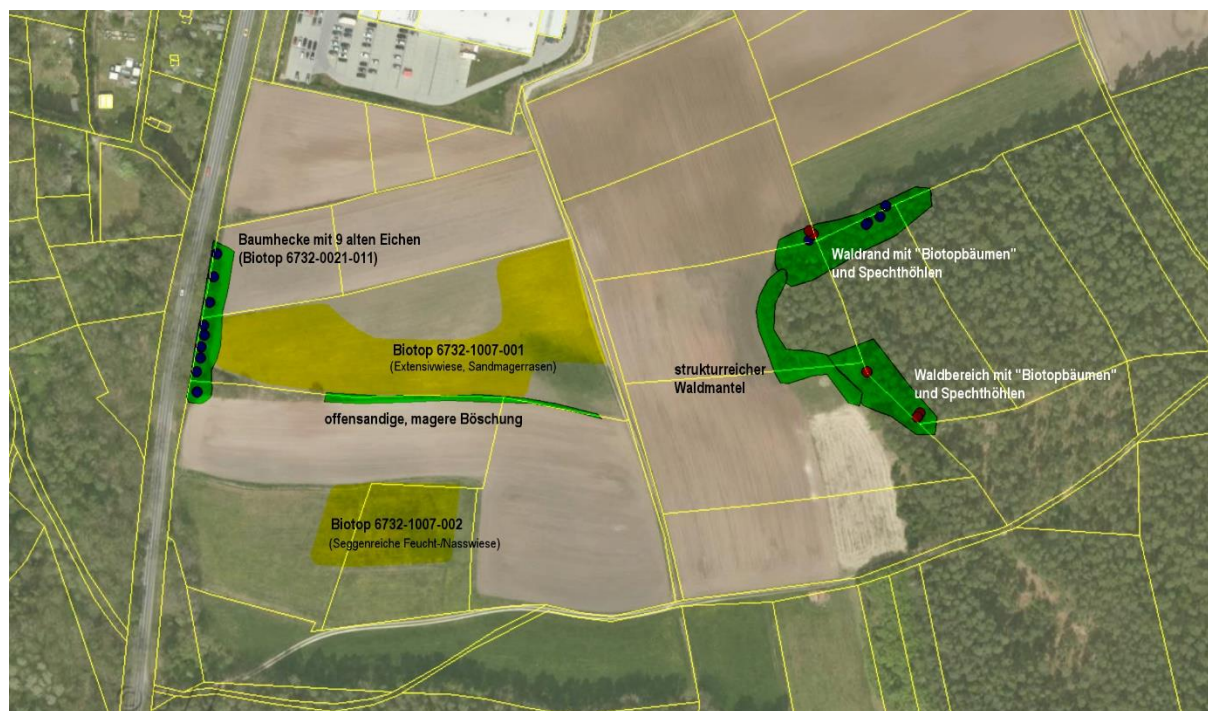 Baumhecke mit 9 alten Eichen
(Biotop 6732-0021-011)
Waldrand mit "Biotopbäumen"
und Spechthöhlen
Biotop 6732-1007-001
(Extensivwiese, Sandmagerrasen)
strukturreicher
Waldmantel
Waldbereich mit "Biotopbäumen"
und Spechthöhlen
offensandige, magere Böschung
Biotop 6732-1007-002
(Seggenreiche Feucht-/Nasswiese)